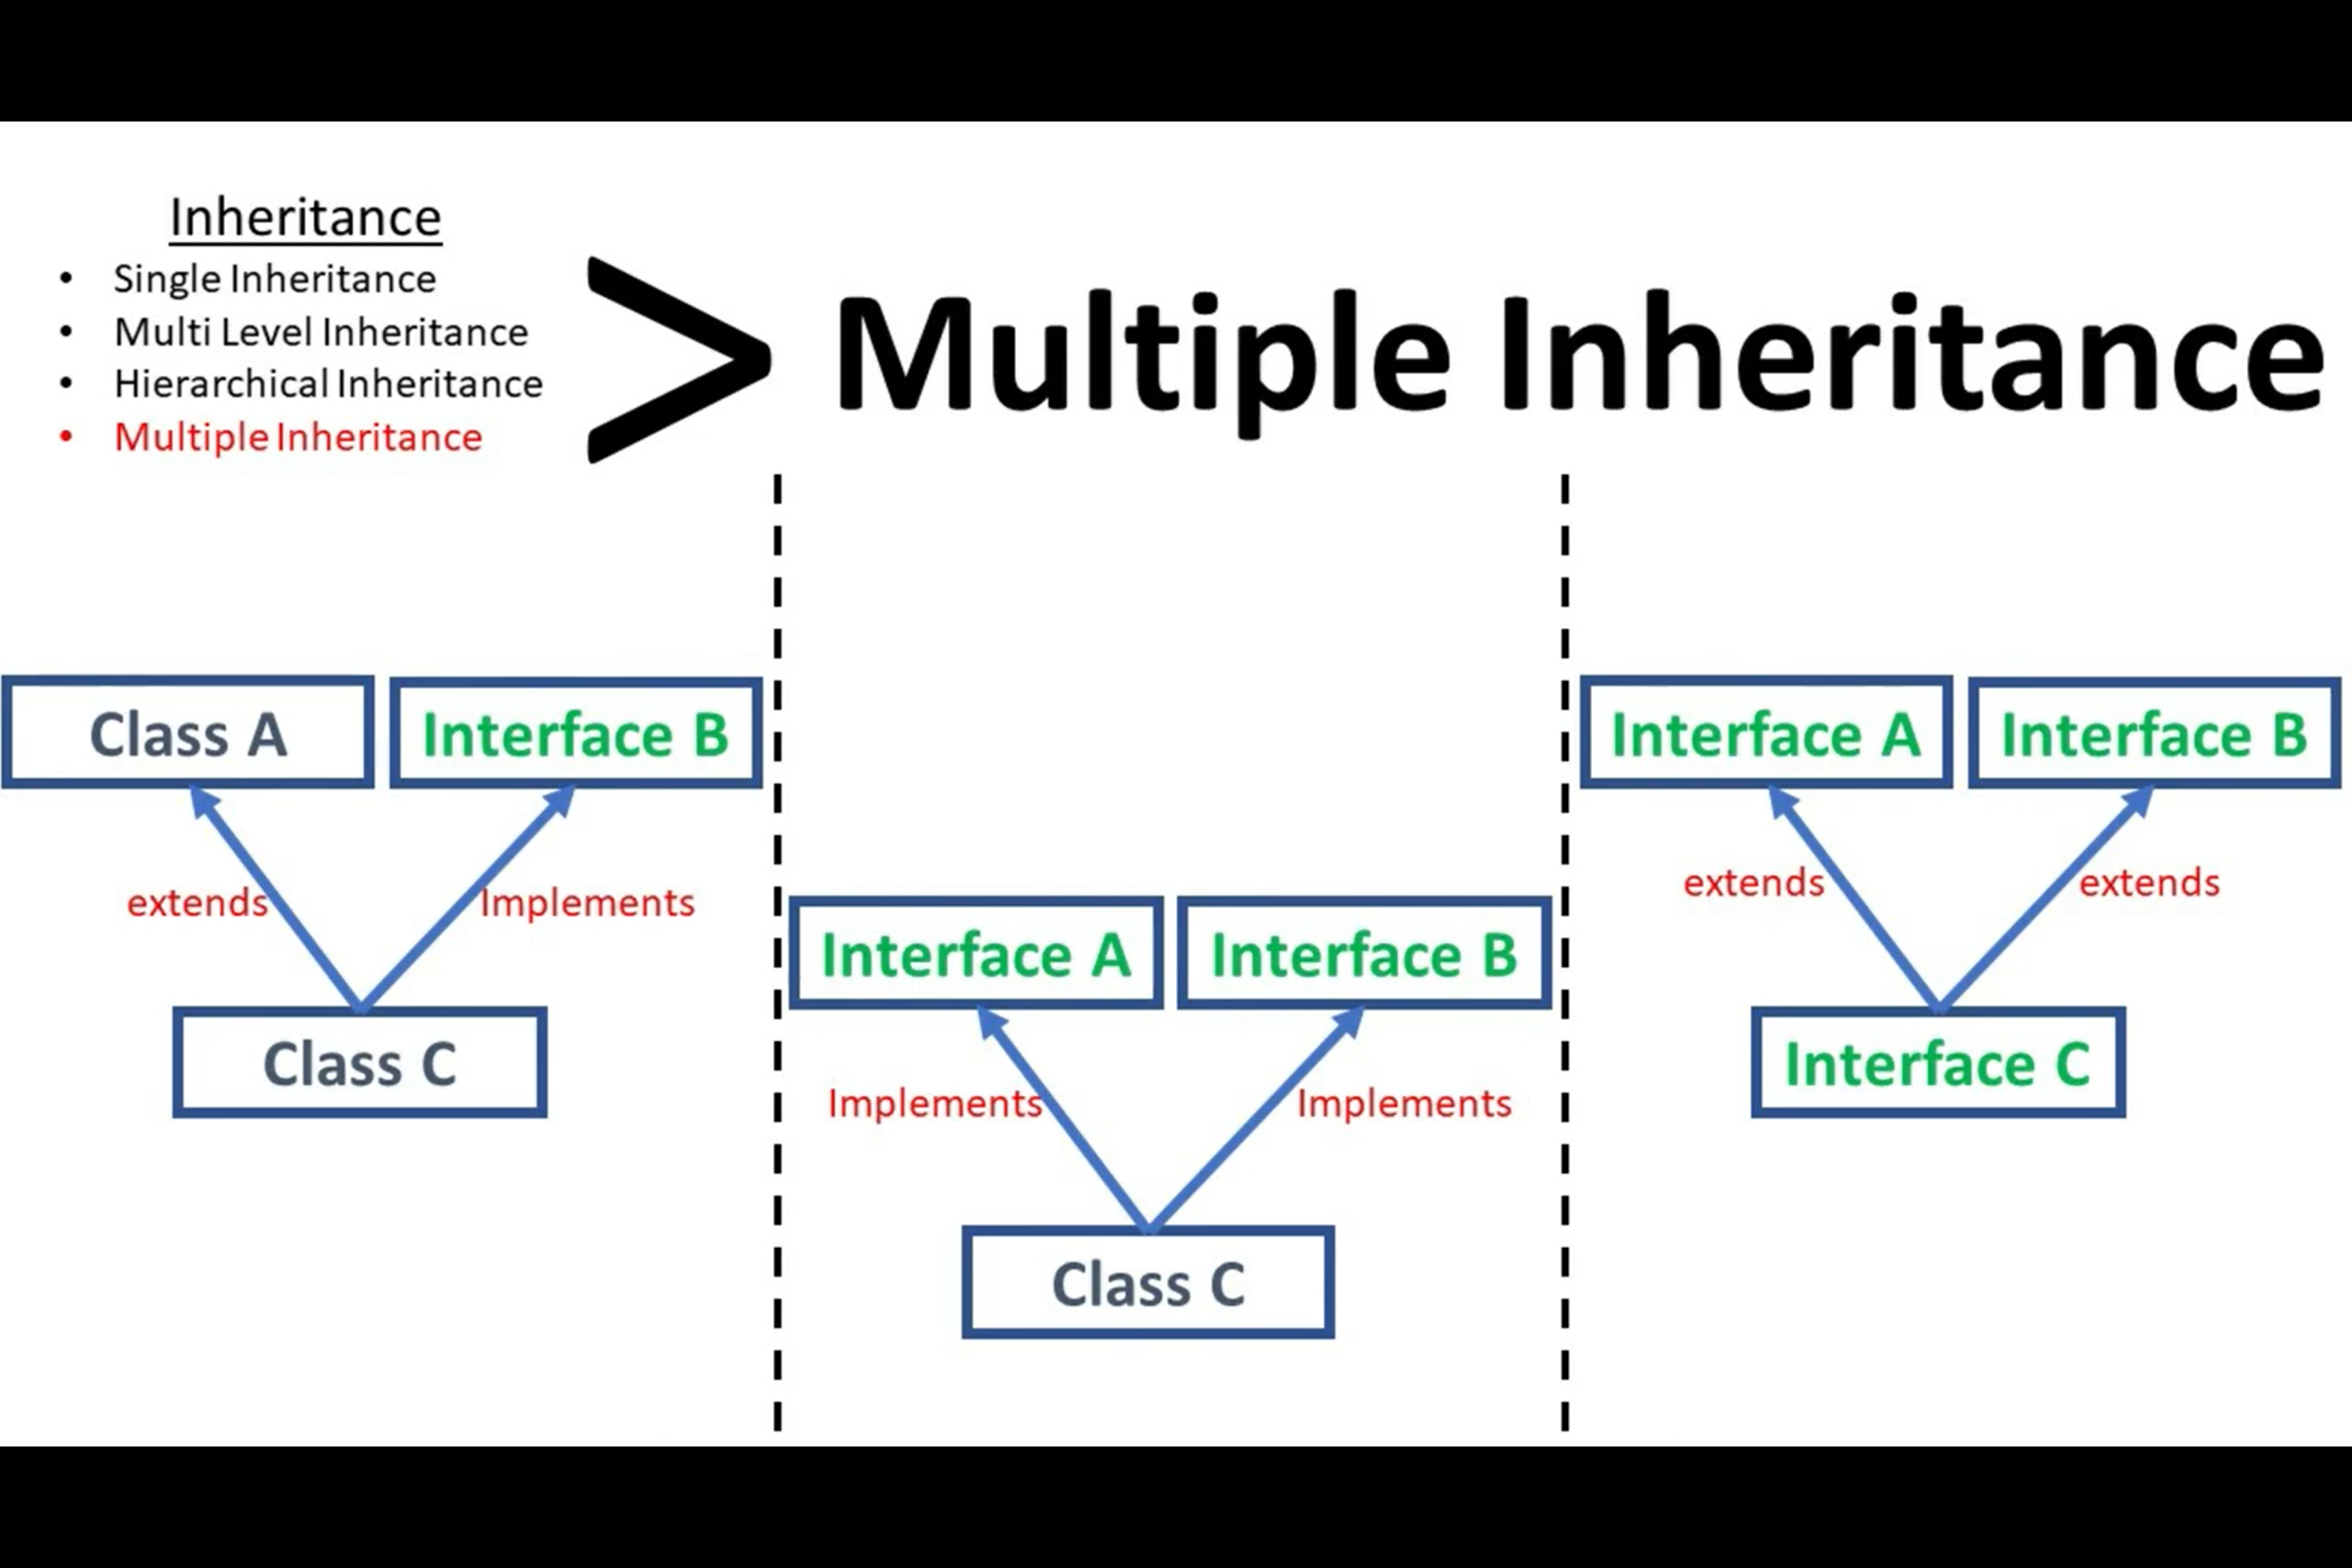 Inheritance
• Single Inheritance
• Multi Level Inheritance
• Hierarchical Inheritance
• Multiple Inheritance
> Multiple Inheritance
Class A
Interface B
extends
Implements
Class C
Interface A
Interface B
Implements
Implements
Class C
Interface A
Interface B
extends
extends
Interface C